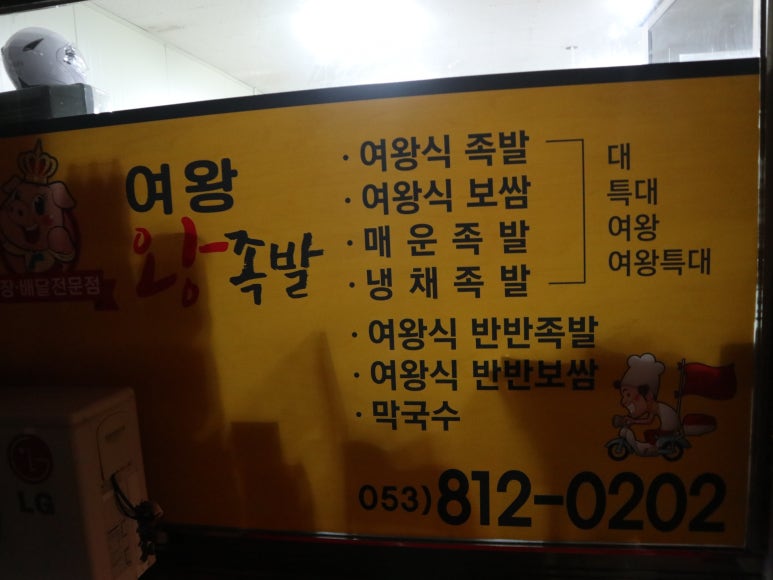 여왕
왕족발
장·배달전문점
· 여왕식 족발
· 여왕식 보쌈
· 매운족발
· 냉채족발
대
특대
여왕
여왕특대
· 여왕식 반반족발
· 여왕식 반반보쌈
· 막국수
053)812-0202
LG